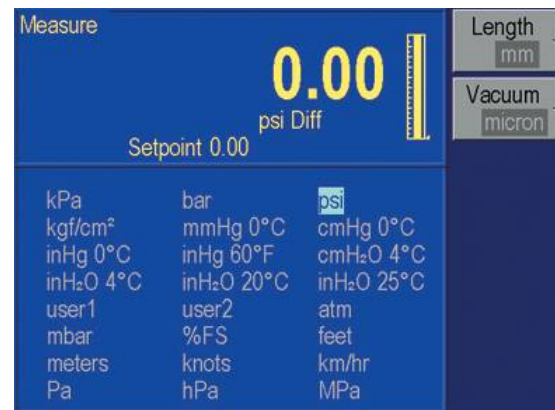 Measure
0.00
psi Diff
Setpoint 0.00
Length
mm
Vacuum
micron
kPa bar psi
kgf/cm² mmHg 0°C cmHg 0°C
inHg 0°C inHg 60°F cmH₂O 4°C
inH₂O 4°C inH₂O 20°C inH₂O 25°C
user1 user2 atm
mbar %FS feet
meters knots km/hr
Pa hPa MPa